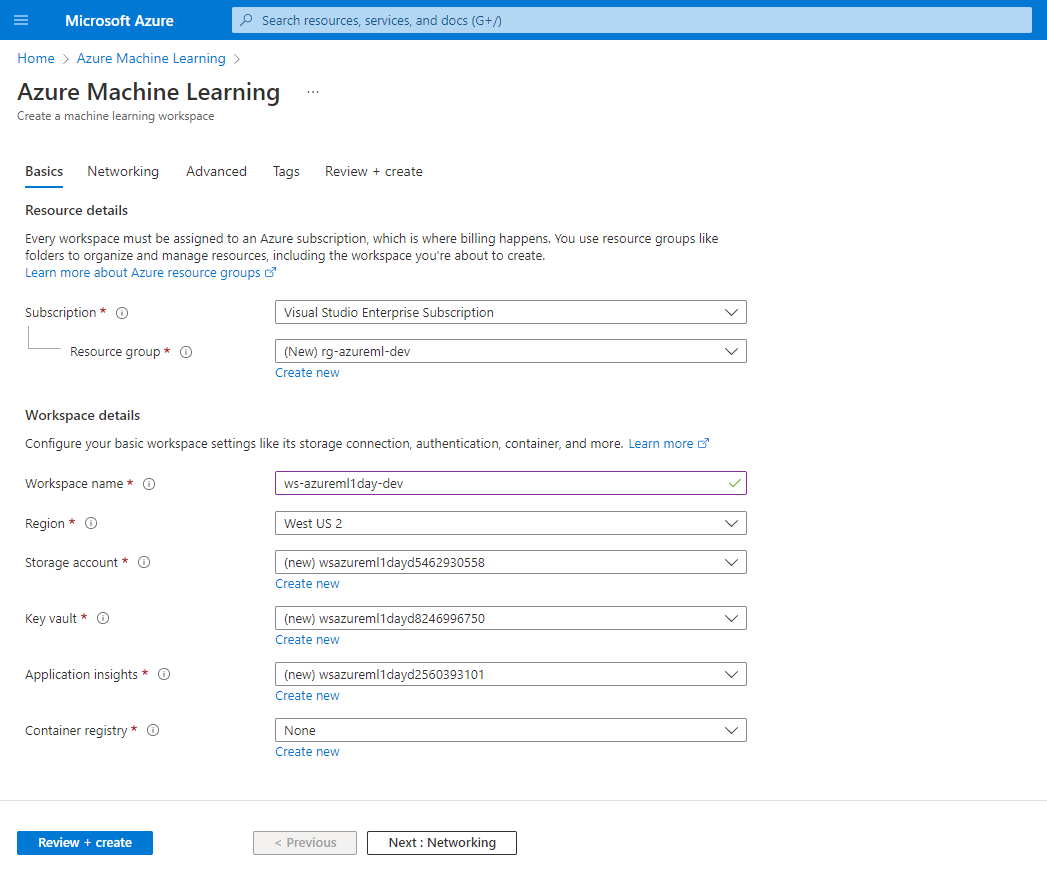 Microsoft Azure
Search resources, services, and docs (G+/)
Home > Azure Machine Learning >
Azure Machine Learning ...
Create a machine learning workspace
Basics Networking Advanced Tags Review + create
Resource details
Every workspace must be assigned to an Azure subscription, which is where billing happens. You use resource groups like
folders to organize and manage resources, including the workspace you're about to create.
Learn more about Azure resource groups
Subscription * Visual Studio Enterprise Subscription
Resource group * (New) rg-azureml-dev
Create new
Workspace details
Configure your basic workspace settings like its storage connection, authentication, container, and more. Learn more
Workspace name * ws-azureml1day-dev
Region * West US 2
Storage account * (new) wsazureml1dayd5462930558
Create new
Key vault * (new) wsazureml1dayd8246996750
Create new
Application insights * (new) wsazureml1dayd2560393101
Create new
Container registry * None
Create new
Review + create < Previous Next : Networking